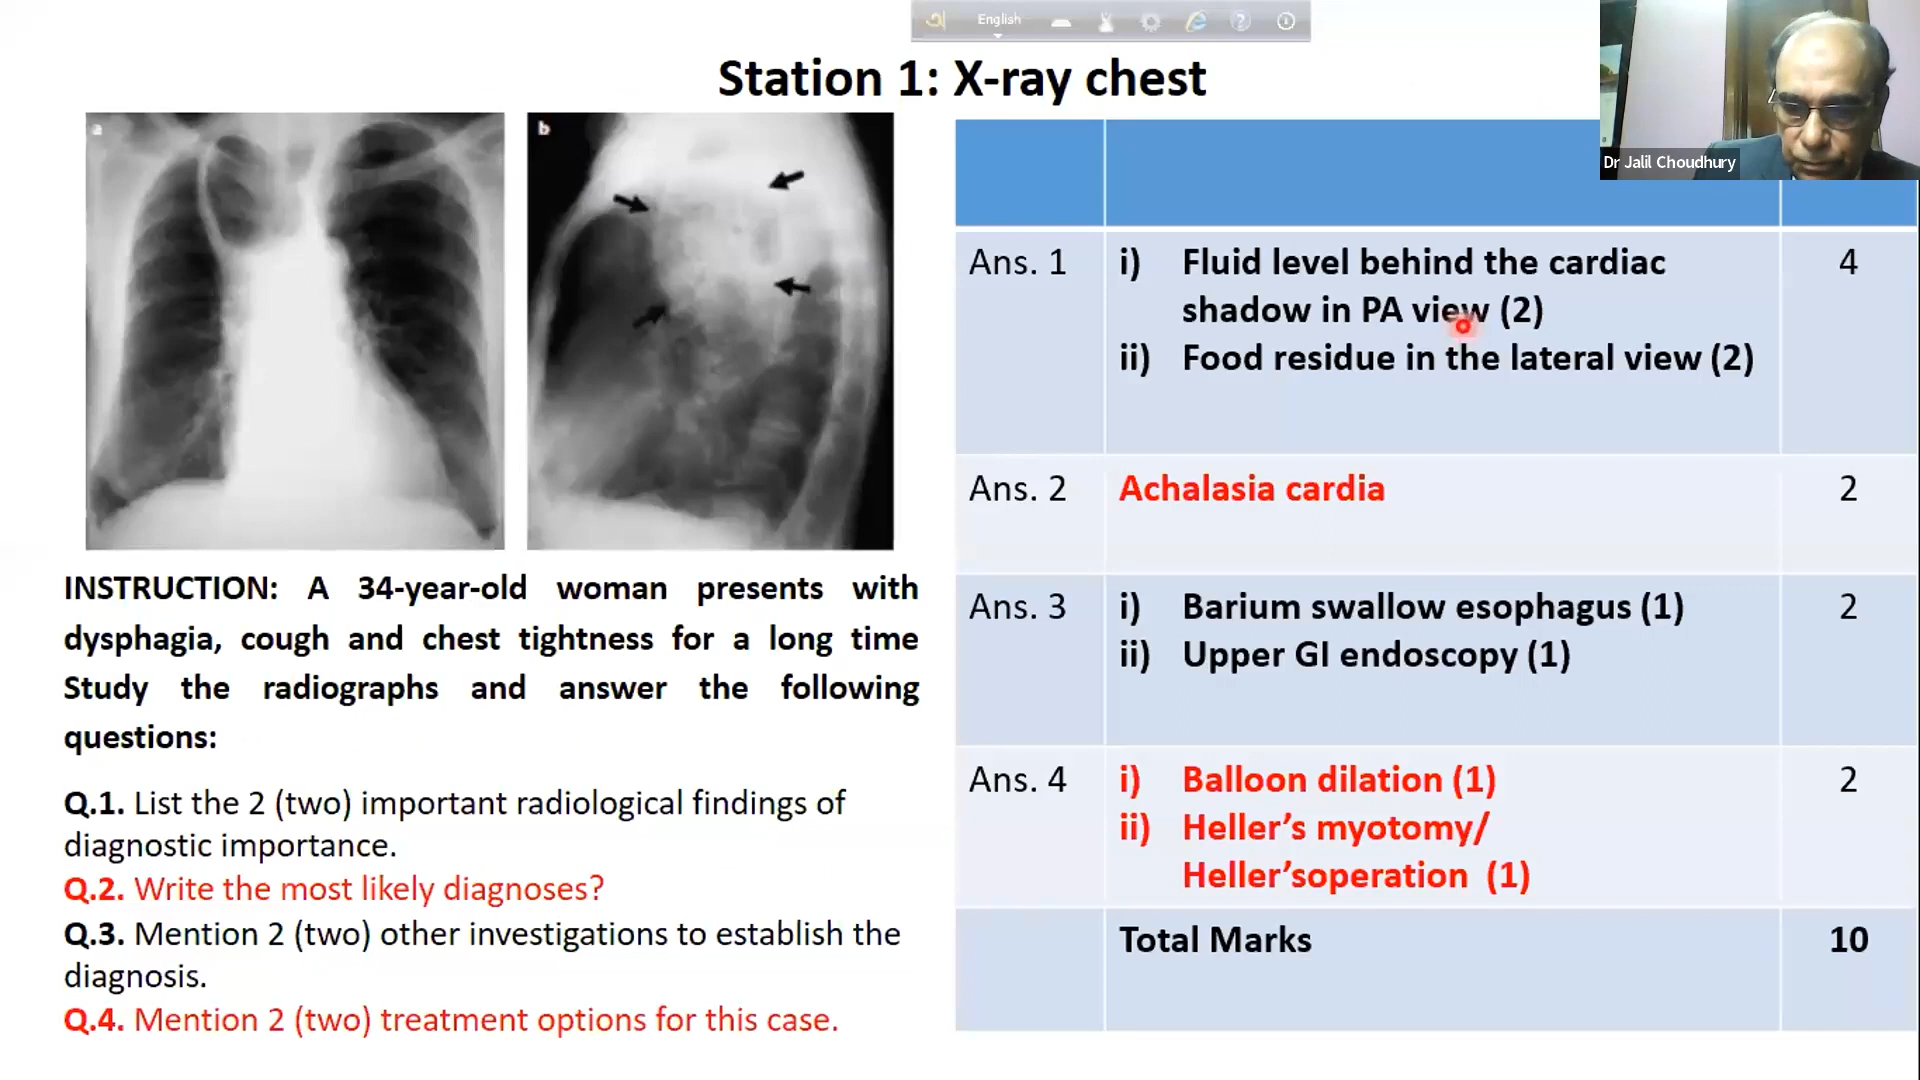 English
Station 1: X-ray chest
Dr Jalil Choudhury
a
b
INSTRUCTION: A 34-year-old woman presents with
dysphagia, cough and chest tightness for a long time
Study the radiographs and answer the following
questions:
Q.1. List the 2 (two) important radiological findings of
diagnostic importance.
Q.2. Write the most likely diagnoses?
Q.3. Mention 2 (two) other investigations to establish the
diagnosis.
Q.4. Mention 2 (two) treatment options for this case.
Ans. 1 i) Fluid level behind the cardiac 4
shadow in PA view (2)
ii) Food residue in the lateral view (2)
Ans. 2 Achalasia cardia 2
Ans. 3 i) Barium swallow esophagus (1) 2
ii) Upper GI endoscopy (1)
Ans. 4 i) Balloon dilation (1) 2
ii) Heller’s myotomy/
Heller’soperation (1)
Total Marks 10